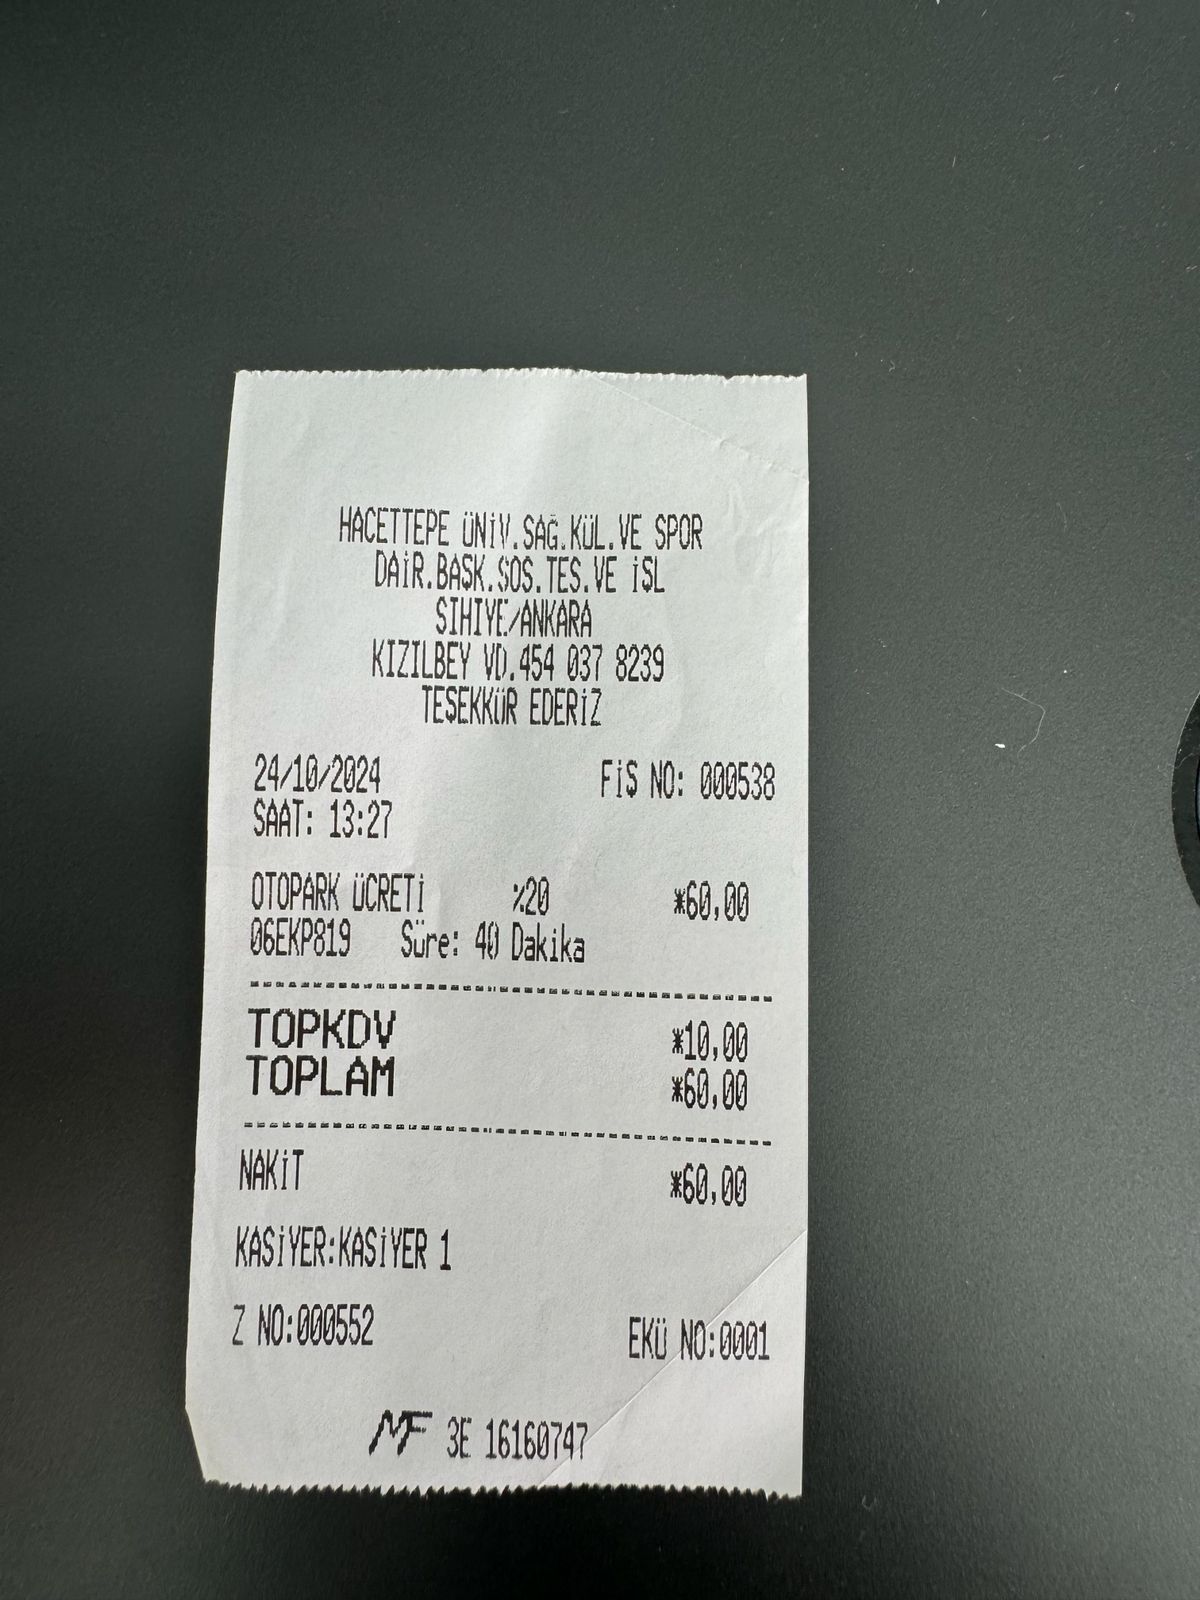 HACETTEPE ÜNİV.SAĞ.KÜL.VE SPOR
DAİR.BAŞK.SOS.TES.VE İŞL
SIHIYE/ANKARA
KIZILBEY VD.454 037 8239
TEŞEKKÜR EDERİZ
24/10/2024 FİŞ NO: 000538
SAAT: 13:27
OTOPARK ÜCRETİ %20 *60,00
06EKP819 Süre: 40 Dakika
TOPKDV *10,00
TOPLAM *60,00
NAKİT *60,00
KASİYER:KASİYER 1
Z NO:000552 EKÜ NO:0001
MF 3E 16160747